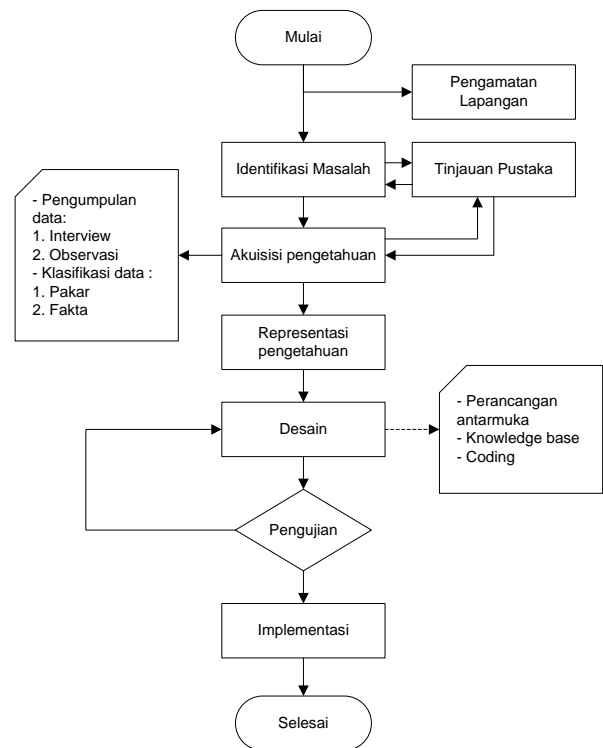 Mulai
Pengamatan
Lapangan
Identifikasi Masalah
Tinjauan Pustaka
- Pengumpulan
data:
1. Interview
2. Observasi
- Klasifikasi data :
1. Pakar
2. Fakta
Akuisisi pengetahuan
Representasi
pengetahuan
Desain
- Perancangan
antarmuka
- Knowledge base
- Coding
Pengujian
Implementasi
Selesai